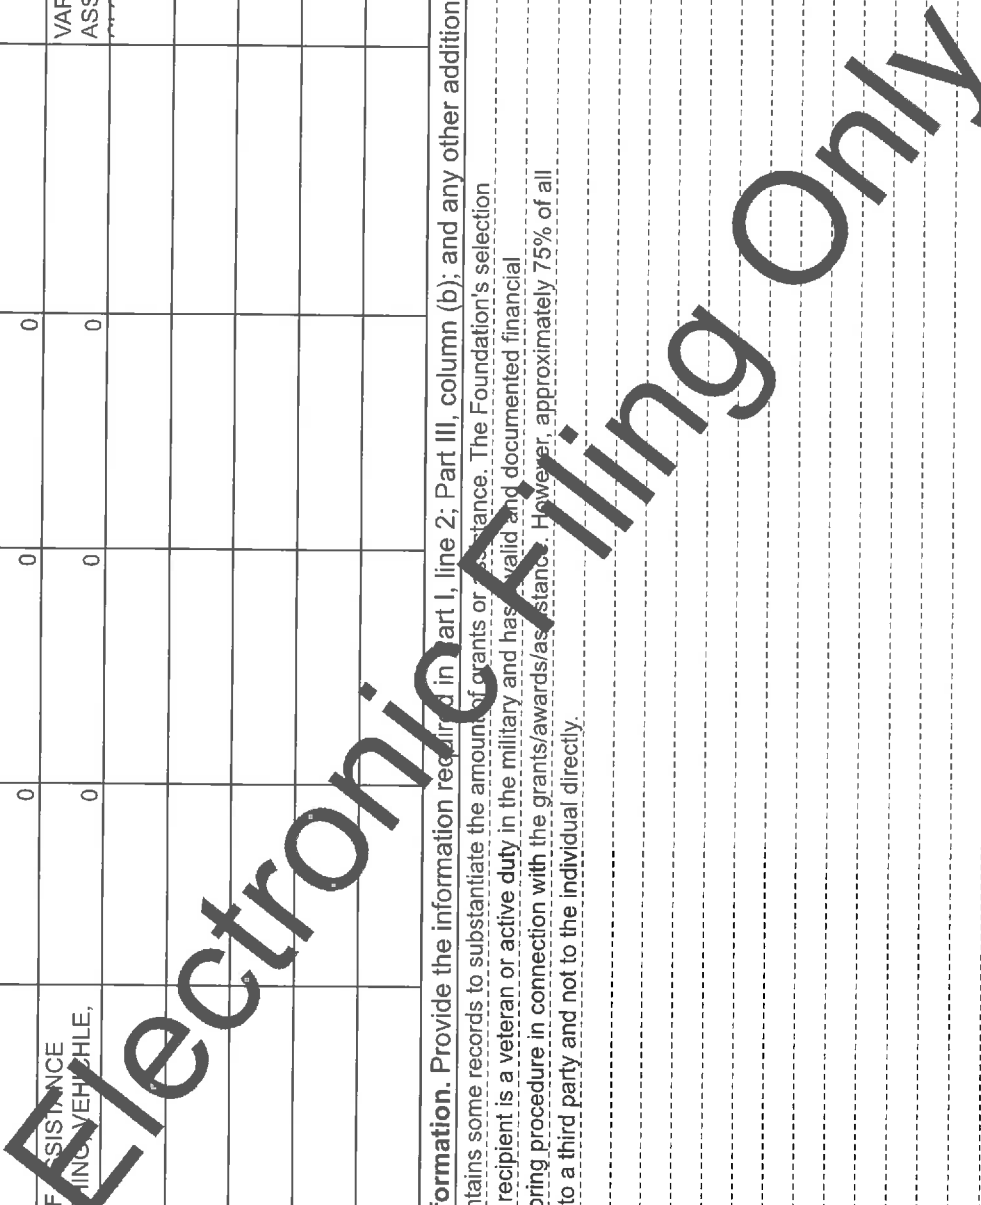 VAR
ASS
0
0
0
0
0
0
F ASSISTANCE
HING, VEHICHLE,
formation. Provide the information required in Part I, line 2; Part III, column (b); and any other addition
ntains some records to substantiate the amount of grants or assistance. The Foundation's selection
recipient is a veteran or active duty in the military and has valid and documented financial
oring procedure in connection with the grants/awards/assistance. However, approximately 75% of all
to a third party and not to the individual directly.
Electronic Filing Only